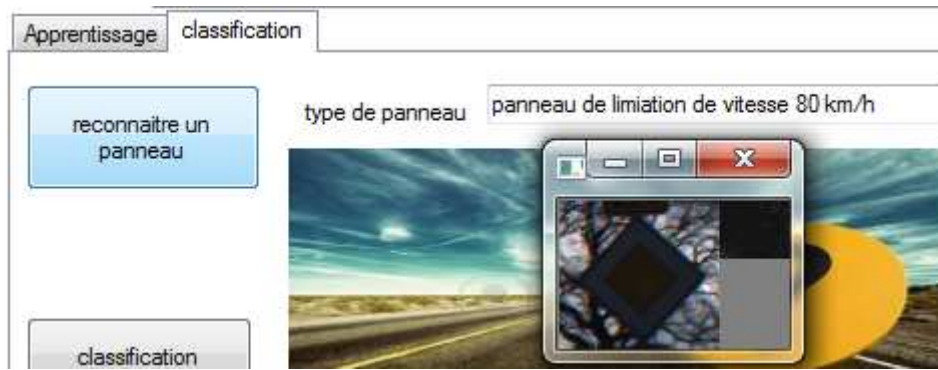 Apprentissage
classification
reconnaitre un
panneau
type de panneau
panneau de limiation de vitesse 80 km/h
classification